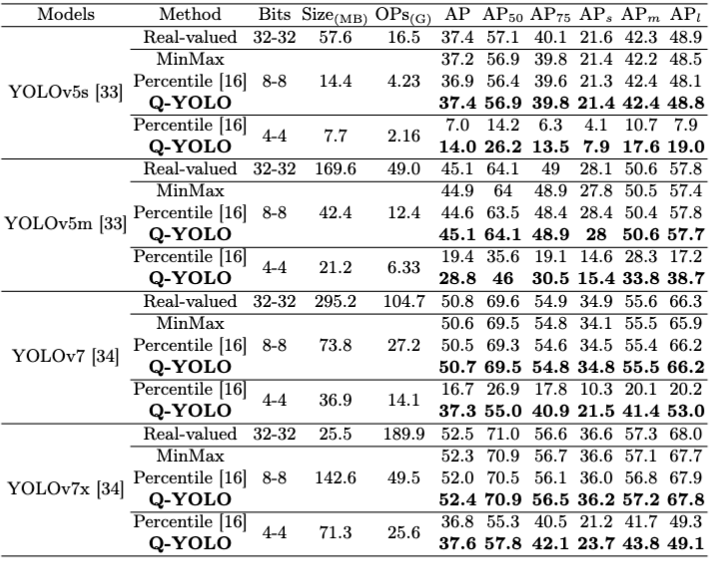 Models Method Bits Size(MB) OPs(G) AP AP50 AP75 APs APm APl
Real-valued 32-32 57.6 16.5 37.4 57.1 40.1 21.6 42.3 48.9
MinMax 37.2 56.9 39.8 21.4 42.2 48.5
YOLOv5s [33] Percentile [16] 8-8 14.4 4.23 36.9 56.4 39.6 21.3 42.4 48.1
Q-YOLO 37.4 56.9 39.8 21.4 42.4 48.8
Percentile [16] 4-4 7.7 2.16 7.0 14.2 6.3 4.1 10.7 7.9
Q-YOLO 14.0 26.2 13.5 7.9 17.6 19.0
Real-valued 32-32 169.6 49.0 45.1 64.1 49 28.1 50.6 57.8
MinMax 44.9 64 48.9 27.8 50.5 57.4
YOLOv5m [33] Percentile [16] 8-8 42.4 12.4 44.6 63.5 48.4 28.4 50.4 57.8
Q-YOLO 45.1 64.1 48.9 28 50.6 57.7
Percentile [16] 4-4 21.2 6.33 19.4 35.6 19.1 14.6 28.3 17.2
Q-YOLO 28.8 46 30.5 15.4 33.8 38.7
Real-valued 32-32 295.2 104.7 50.8 69.6 54.9 34.9 55.6 66.3
MinMax 50.6 69.5 54.8 34.1 55.5 65.9
YOLOv7 [34] Percentile [16] 8-8 73.8 27.2 50.5 69.3 54.6 34.5 55.4 66.2
Q-YOLO 50.7 69.5 54.8 34.8 55.5 66.2
Percentile [16] 4-4 36.9 14.1 16.7 26.9 17.8 10.3 20.1 20.2
Q-YOLO 37.3 55.0 40.9 21.5 41.4 53.0
Real-valued 32-32 25.5 189.9 52.5 71.0 56.6 36.6 57.3 68.0
MinMax 52.3 70.9 56.7 36.6 57.1 67.7
YOLOv7x [34] Percentile [16] 8-8 142.6 49.5 52.0 70.5 56.1 36.0 56.8 67.9
Q-YOLO 52.4 70.9 56.5 36.2 57.2 67.8
Percentile [16] 4-4 71.3 25.6 36.8 55.3 40.5 21.2 41.7 49.3
Q-YOLO 37.6 57.8 42.1 23.7 43.8 49.1